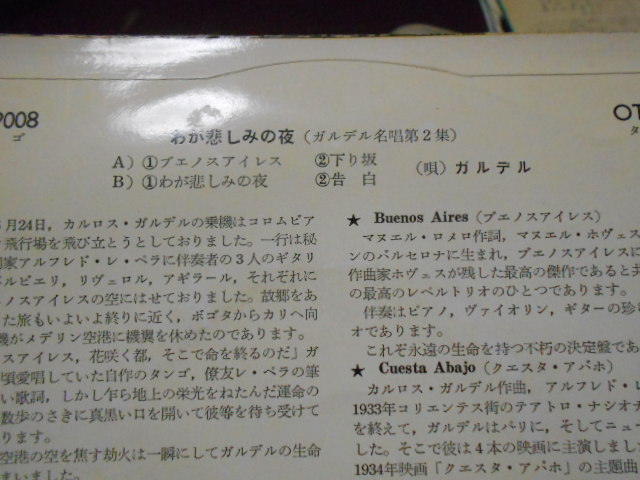 P008
ゴ
OT
タ
わが悲しみの夜 (ガルデル名唱第2集)
A) ①ブエノスアイレス ②下り坂
(唄) ガルデル
B) ①わが悲しみの夜 ②告白
月24日，カルロス・ガルデルの乗機はコロムビア
飛行場を飛び立とうとしておりました。一行は秘
家アルフレド・レ・ペラに伴奏者の3人のギタリ
ルビエリ，リヴェロル，アギラール，それぞれに
ノスアイレスの空にはせておりました。故郷をあ
た旅もいよいよ終りに近く，ボゴタからカリへ向
機がメデリン空港に機翼を休めたのであります。
スアイレス，花咲く都，そこで命を終るのだ」ガ
頃愛唱していた自作のタンゴ，僚友レ・ペラの筆
い歌詞，しかし乍ら地上の栄光をねたんだ運命の
数歩のさきに真黒い口を開いて彼等を待ち受けて
ります。
空港の空を焦す劫火は一瞬にしてガルデルの生命
まいました。
★ Buenos Aires (ブエノスアイレス)
マヌエル・ロメロ作詞，マヌエル・ホヴェス
ンのバルセロナに生まれ，ブエノスアイレスに
作曲家ホヴェスが残した最高の傑作であると
の最高のレベルトリオのひとつであります。
伴奏はピアノ，ヴァイオリン，ギターの珍
オであります。
これぞ永遠の生命を持つ不朽の決定盤であ
★ Cuesta Abajo (クエスタ・アバホ)
カルロス・ガルデル作曲，アルフレド・
1933年コリエンテス街のテアトロ・ナシオナ
を終えて，ガルデルはパリに，そしてニュー
した。そこで彼は4本の映画に主演しました
1934年映画「クエスタ・アバホ」の主題曲